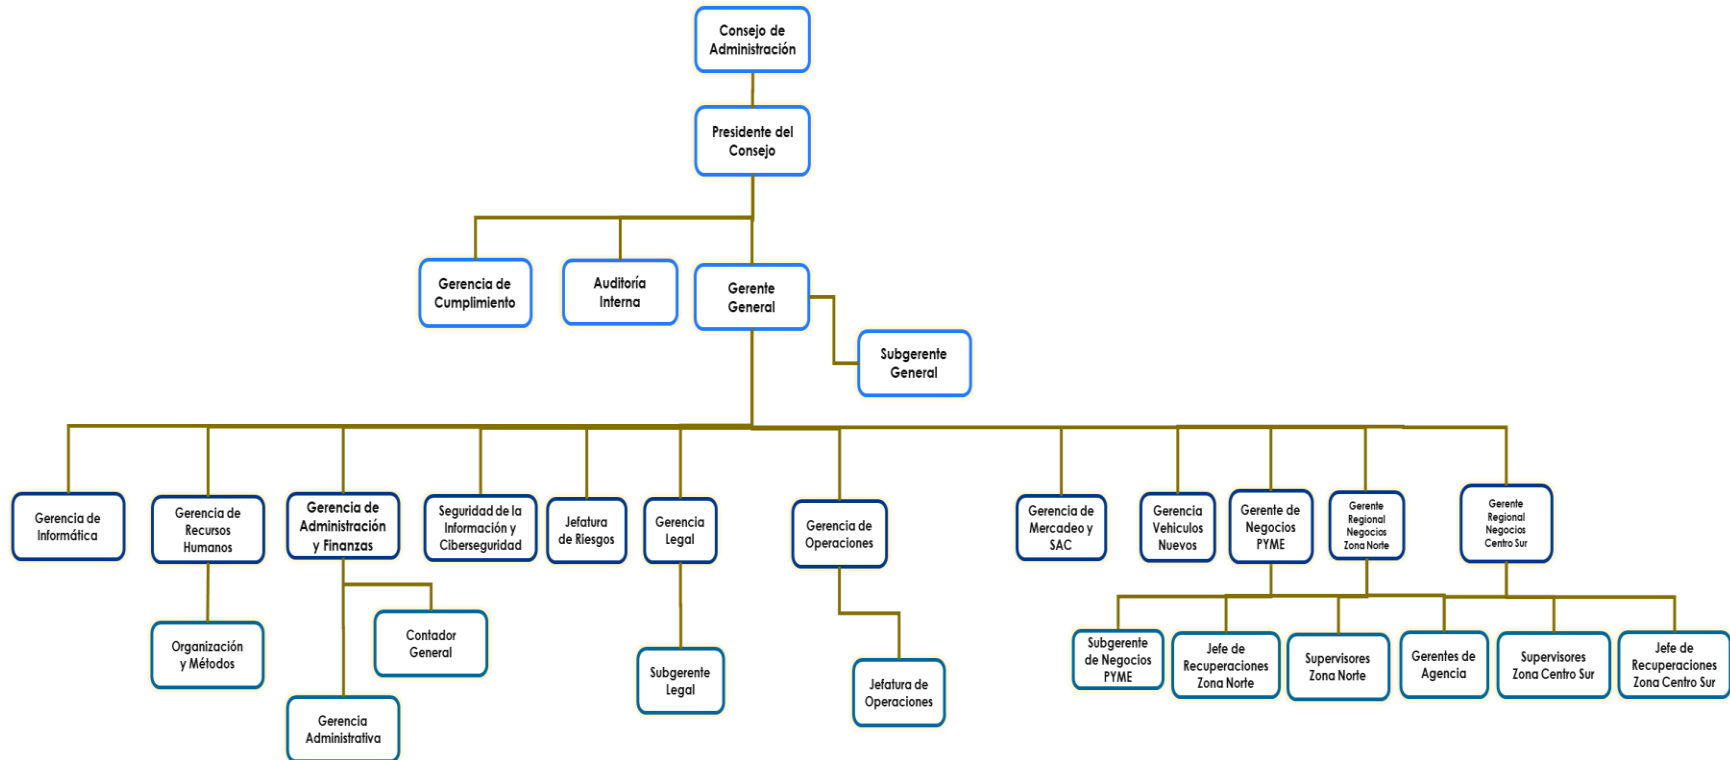 Consejo de
Administración
Presidente del
Consejo
Gerencia de
Cumplimiento
Auditoría
Interna
Gerente
General
Subgerente
General
Gerencia de
Informática
Gerencia de
Recursos
Humanos
Gerencia de
Administración
y Finanzas
Seguridad de la
Información y
Ciberseguridad
Jefatura
de Riesgos
Gerencia
Legal
Gerencia de
Operaciones
Gerencia de
Mercadeo y
SAC
Gerencia
Vehiculos
Nuevos
Gerente de
Negocios
PYME
Gerente
Regional
Negocios
Zona Norte
Gerente
Regional
Negocios
Centro Sur
Organización
y Métodos
Contador
General
Gerencia
Administrativa
Subgerente
Legal
Jefatura de
Operaciones
Subgerente
de Negocios
PYME
Jefe de
Recuperaciones
Zona Norte
Supervisores
Zona Norte
Gerentes de
Agencia
Supervisores
Zona Centro Sur
Jefe de
Recuperaciones
Zona Centro Sur